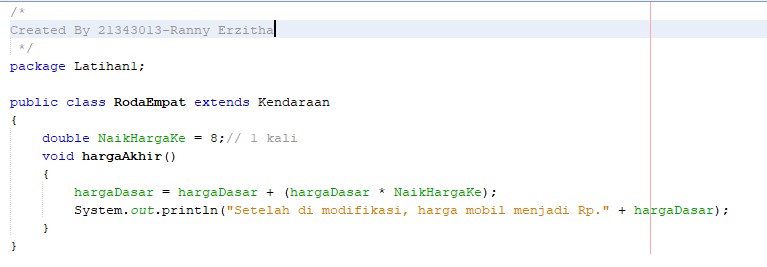 /*
Created By 21343013-Ranny Erzitha
*/
package Latihan1;
public class RodaEmpat extends Kendaraan
{
double NaikHargaKe = 8;// 1 kali
void hargaAkhir()
{
hargaDasar = hargaDasar + (hargaDasar * NaikHargaKe);
System.out.println("Setelah di modifikasi, harga mobil menjadi Rp." + hargaDasar);
}
}